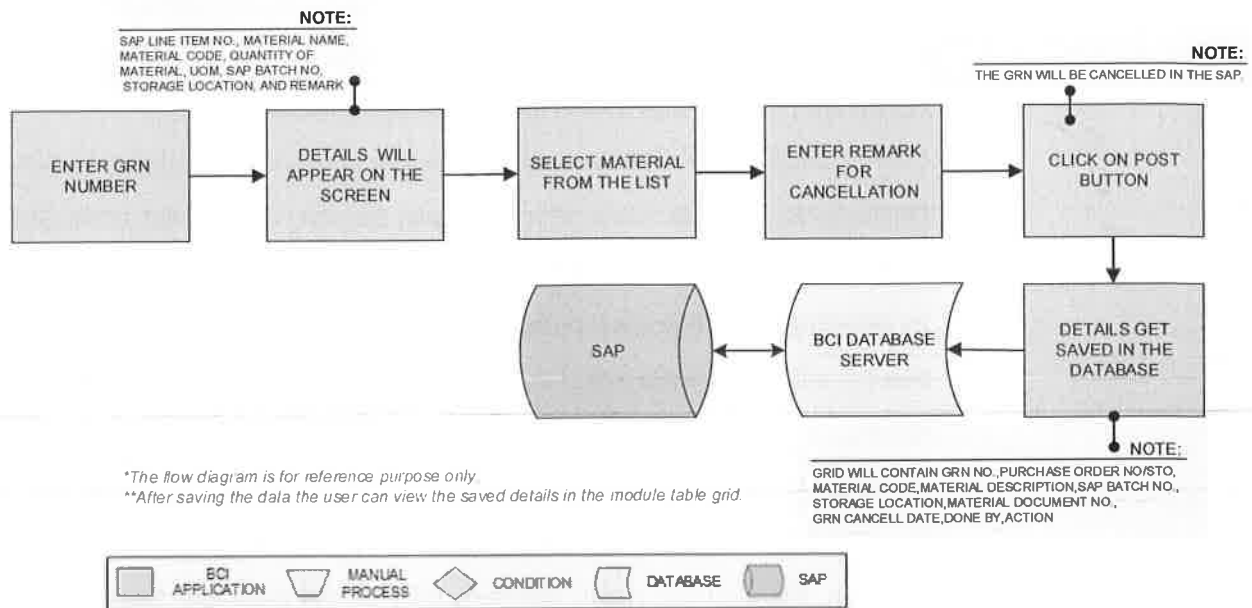 NOTE:
SAP LINE ITEM NO., MATERIAL NAME,
MATERIAL CODE, QUANTITY OF
MATERIAL, UOM, SAP BATCH NO,
STORAGE LOCATION, AND REMARK
NOTE:
THE GRN WILL BE CANCELLED IN THE SAP.
ENTER GRN
NUMBER
DETAILS WILL
APPEAR ON THE
SCREEN
SELECT MATERIAL
FROM THE LIST
ENTER REMARK
FOR
CANCELLATION
CLICK ON POST
BUTTON
SAP
BCI DATABASE
SERVER
DETAILS GET
SAVED IN THE
DATABASE
NOTE:
GRID WILL CONTAIN GRN NO.,PURCHASE ORDER NO/STO,
MATERIAL CODE,MATERIAL DESCRIPTION,SAP BATCH NO.,
STORAGE LOCATION,MATERIAL DOCUMENT NO.,
GRN CANCELL DATE,DONE BY,ACTION
*The flow diagram is for reference purpose only.
**After saving the data the user can view the saved details in the module table grid.
BCI
APPLICATION
MANUAL
PROCESS
CONDITION
DATABASE
SAP